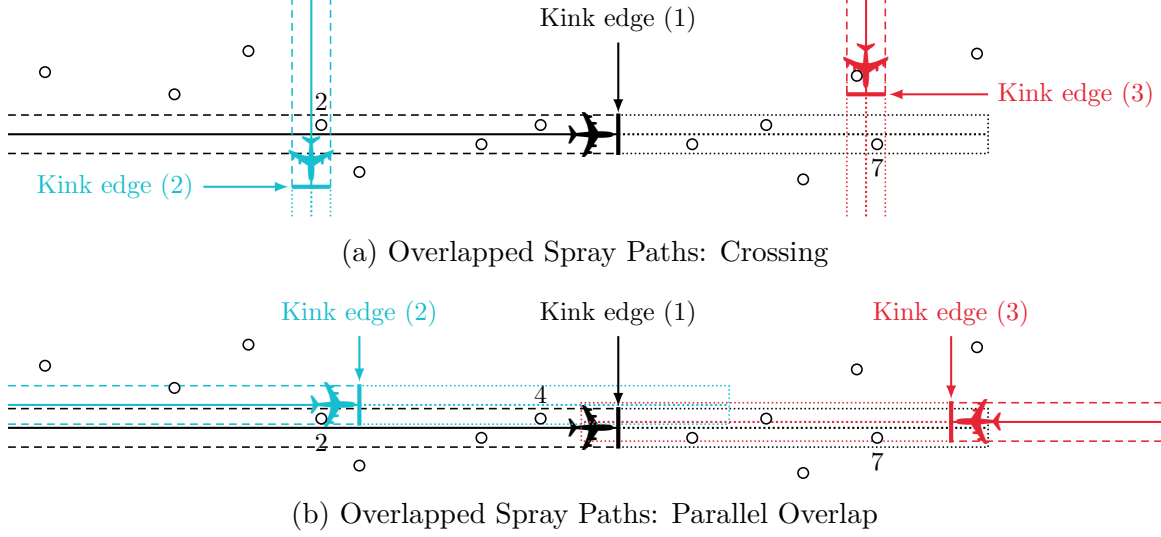 Kink edge (1)
2
Kink edge (3)
7
Kink edge (2)
(a) Overlapped Spray Paths: Crossing
Kink edge (2)
Kink edge (1)
Kink edge (3)
4
2
7
(b) Overlapped Spray Paths: Parallel Overlap